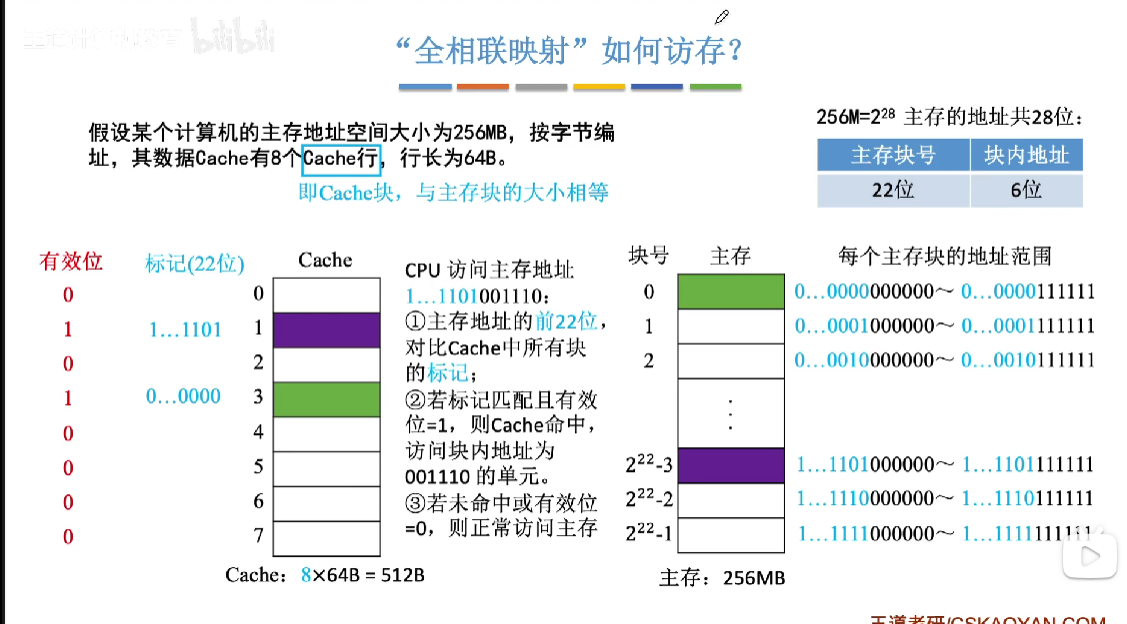 bilibili
“全相联映射”如何访存？
假设某个计算机的主存地址空间大小为256MB，按字节编
址，其数据Cache有8个Cache行，行长为64B。
即Cache块，与主存块的大小相等
256M=2²⁸ 主存的地址共28位：
主存块号 块内地址
22位 6位
有效位 标记(22位) Cache
0 0
1 1…1101 1
0 2
1 0…0000 3
0 4
0 5
0 6
0 7
Cache：8×64B = 512B
CPU 访问主存地址
1…1101001110：
①主存地址的前22位，
对比Cache中所有块
的标记；
②若标记匹配且有效
位=1，则Cache命中，
访问块内地址为
001110 的单元。
③若未命中或有效位
=0，则正常访问主存
块号 主存 每个主存块的地址范围
0 0…0000000000～ 0…0000111111
1 0…0001000000～ 0…0001111111
2 0…0010000000～ 0…0010111111
2²²-3 1…1101000000～ 1…1101111111
2²²-2 1…1110000000～ 1…1110111111
2²²-1 1…1111000000～ 1…1111111111
主存：256MB
王道考研/CSKAOYAN.COM